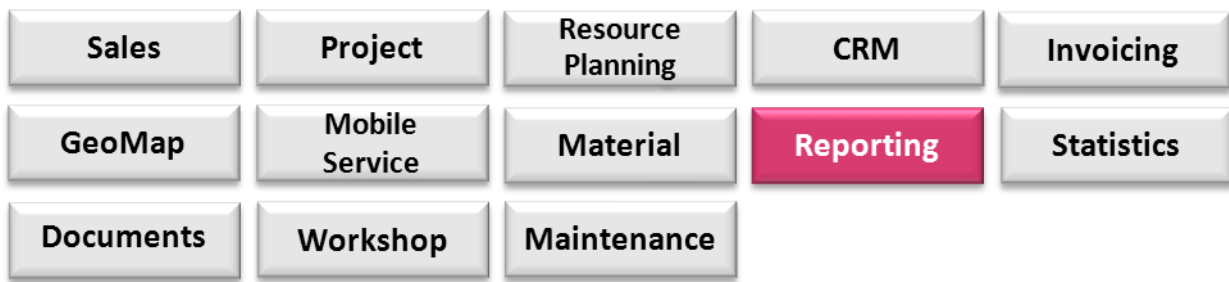 Sales
Project
Resource
Planning
CRM
Invoicing
GeoMap
Mobile
Service
Material
Reporting
Statistics
Documents
Workshop
Maintenance